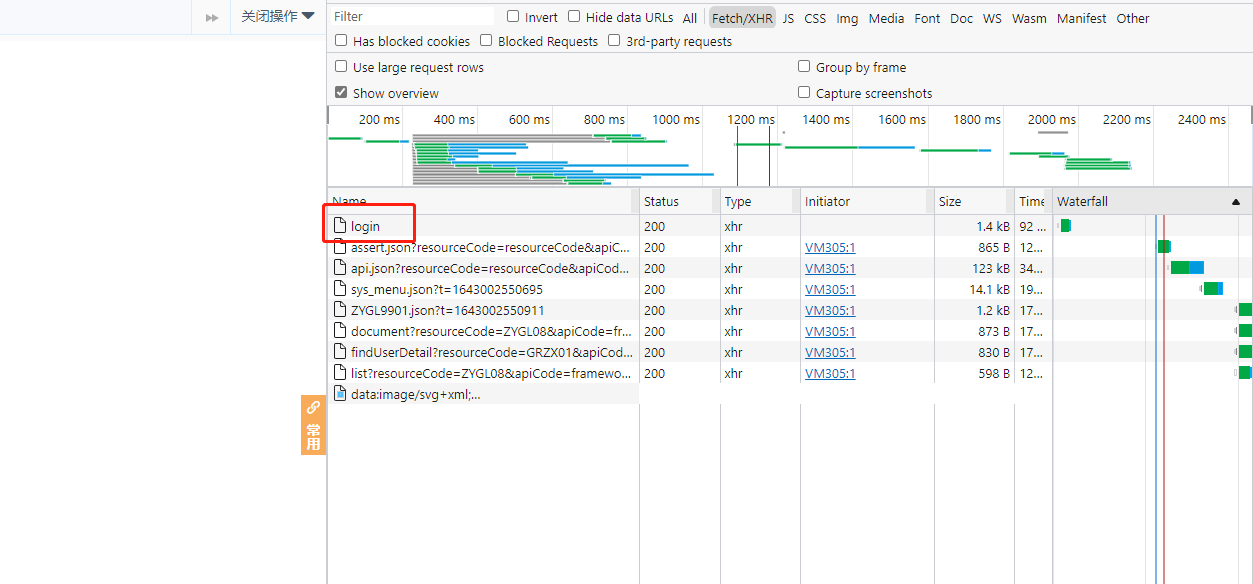 关闭操作
常用
Filter Invert Hide data URLs All Fetch/XHR JS CSS Img Media Font Doc WS Wasm Manifest Other
Has blocked cookies Blocked Requests 3rd-party requests
Use large request rows Group by frame
Show overview Capture screenshots
200 ms 400 ms 600 ms 800 ms 1000 ms 1200 ms 1400 ms 1600 ms 1800 ms 2000 ms 2200 ms 2400 ms
Name Status Type Initiator Size Time Waterfall
login 200 xhr 1.4 kB 92 ...
assert.json?resourceCode=resourceCode&apiC... 200 xhr VM305:1 865 B 12...
api.json?resourceCode=resourceCode&apiCod... 200 xhr VM305:1 123 kB 34...
sys_menu.json?t=1643002550695 200 xhr VM305:1 14.1 kB 19...
ZYGL9901.json?t=1643002550911 200 xhr VM305:1 1.2 kB 17...
document?resourceCode=ZYGL08&apiCode=fr... 200 xhr VM305:1 873 B 17...
findUserDetail?resourceCode=GRZX01&apiCod... 200 xhr VM305:1 830 B 17...
list?resourceCode=ZYGL08&apiCode=framewo... 200 xhr VM305:1 598 B 12...
data:image/svg+xml;...